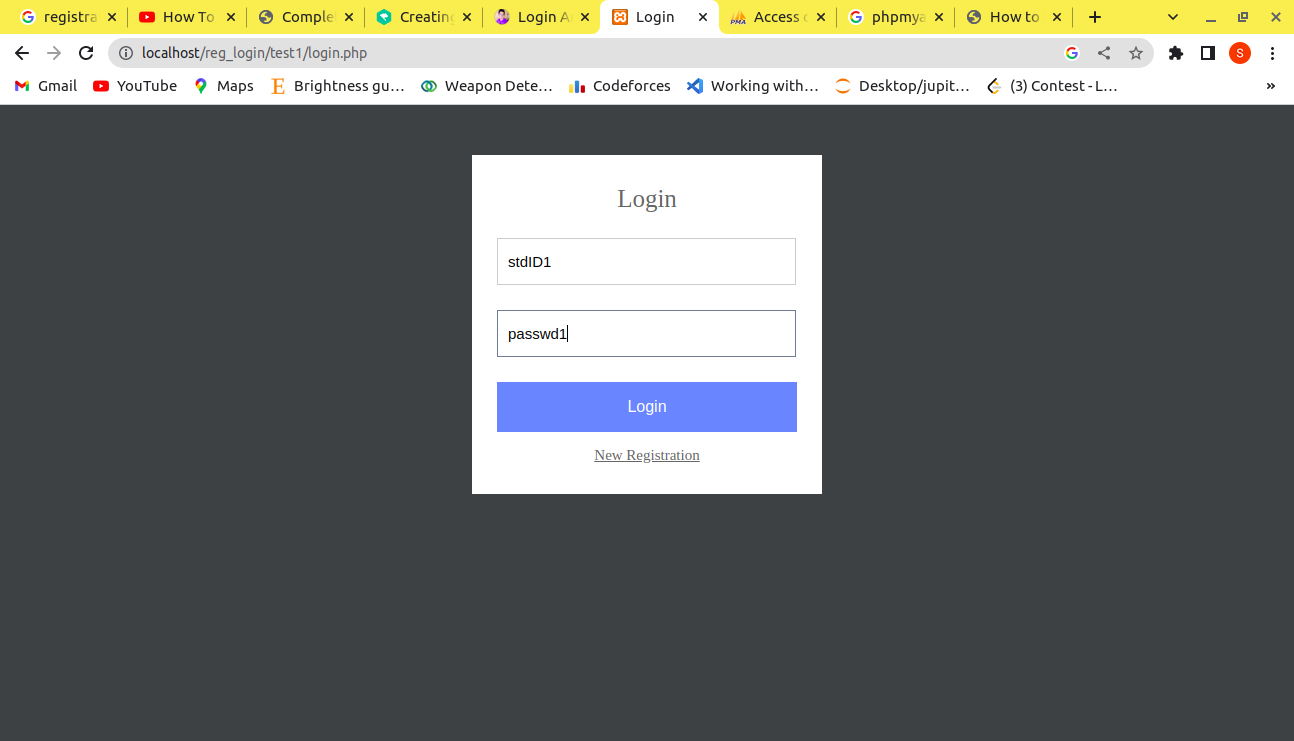 registra How To Comple Creating Login A Login Access phpmya How to
localhost/reg_login/test1/login.php S
Gmail YouTube Maps Brightness gu… Weapon Dete… Codeforces Working with… Desktop/jupit… (3) Contest - L… »
Login
stdID1
passwd1
Login
New Registration